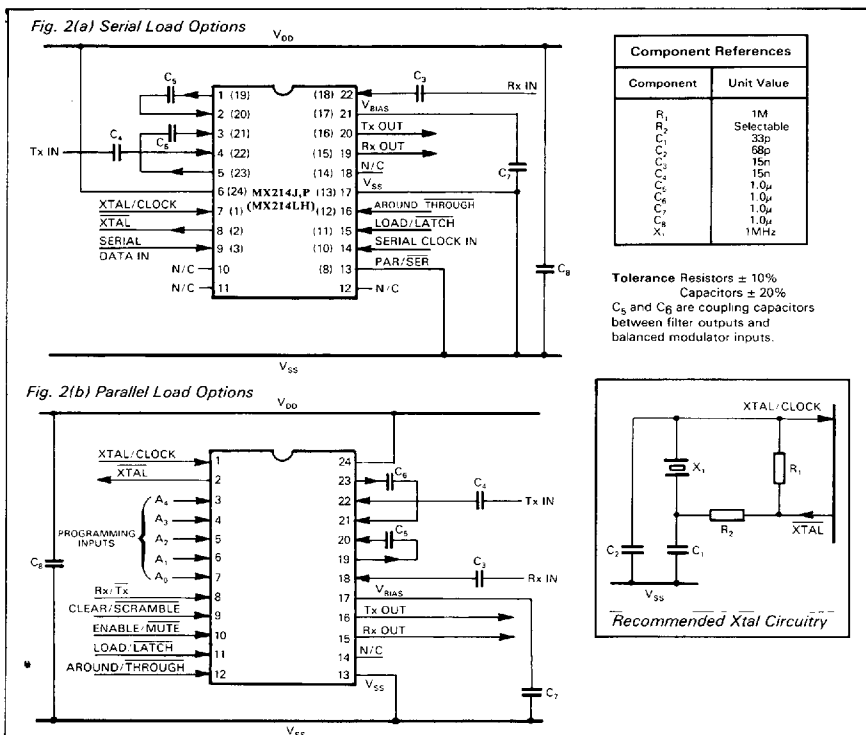 Fig. 2(a) Serial Load Options
VDD
C5
1 (19)
2 (20)
3 (21)
4 (22)
5 (23)
6 (24)
7 (1)
8 (2)
9 (3)
10
11
C4
C6
Tx IN
XTAL/CLOCK
XTAL
SERIAL
DATA IN
N/C
N/C
MX214J,P
(MX214LH)
(18) 22
(17) 21
(16) 20
(15) 19
(14) 18
(13) 17
(12) 16
(11) 15
(10) 14
(8) 13
12
C3
Rx IN
VBIAS
Tx OUT
Rx OUT
N/C
VSS
AROUND THROUGH
LOAD/LATCH
SERIAL CLOCK IN
PAR/SER
N/C
C7
C8
VSS
Component References
Component Unit Value
R1 1M
R2 Selectable
C1 33p
C2 68p
C3 15n
C4 15n
C5 1.0μ
C6 1.0μ
C7 1.0μ
C8 1.0μ
X1 1MHz
Tolerance Resistors ± 10%
Capacitors ± 20%
C5 and C6 are coupling capacitors
between filter outputs and
balanced modulator inputs.
Fig. 2(b) Parallel Load Options
VDD
XTAL/CLOCK
XTAL
A4
A3
A2
A1
A0
PROGRAMMING
INPUTS
Rx/Tx
CLEAR/SCRAMBLE
ENABLE/MUTE
LOAD/LATCH
AROUND/THROUGH
C8
1
2
3
4
5
6
7
8
9
10
11
12
24
23
22
21
20
19
18
17
16
15
14
13
C6
C4
Tx IN
C5
C3
Rx IN
VBIAS
Tx OUT
Rx OUT
N/C
VSS
C7
VSS
XTAL/CLOCK
X1
R1
R2
XTAL
C2
C1
VSS
Recommended Xtal Circuitry